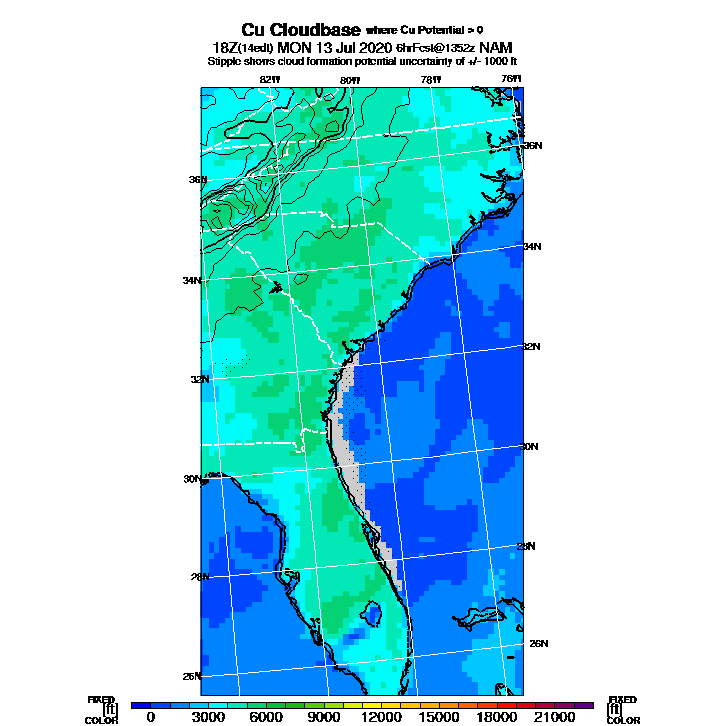 Cu Cloudbase where Cu Potential > 0
18Z(14edt) MON 13 Jul 2020 6hrFcst@1352z NAM
Stipple shows cloud formation potential uncertainty of +/- 1000 ft
82W 80W 78W 76W
36N
36N
34N
34N
32N
32N
30N
30N
28N
28N
26N
26N
FIXED FIXED
[ft] [ft]
COLOR COLOR
0 3000 6000 9000 12000 15000 18000 21000